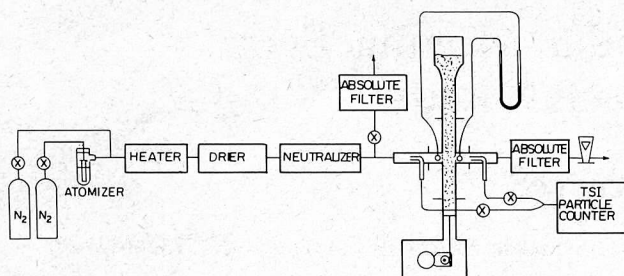 ABSOLUTE
FILTER
HEATER
DRIER
NEUTRALIZER
ABSOLUTE
FILTER
ATOMIZER
N2
N2
TSI
PARTICLE
COUNTER